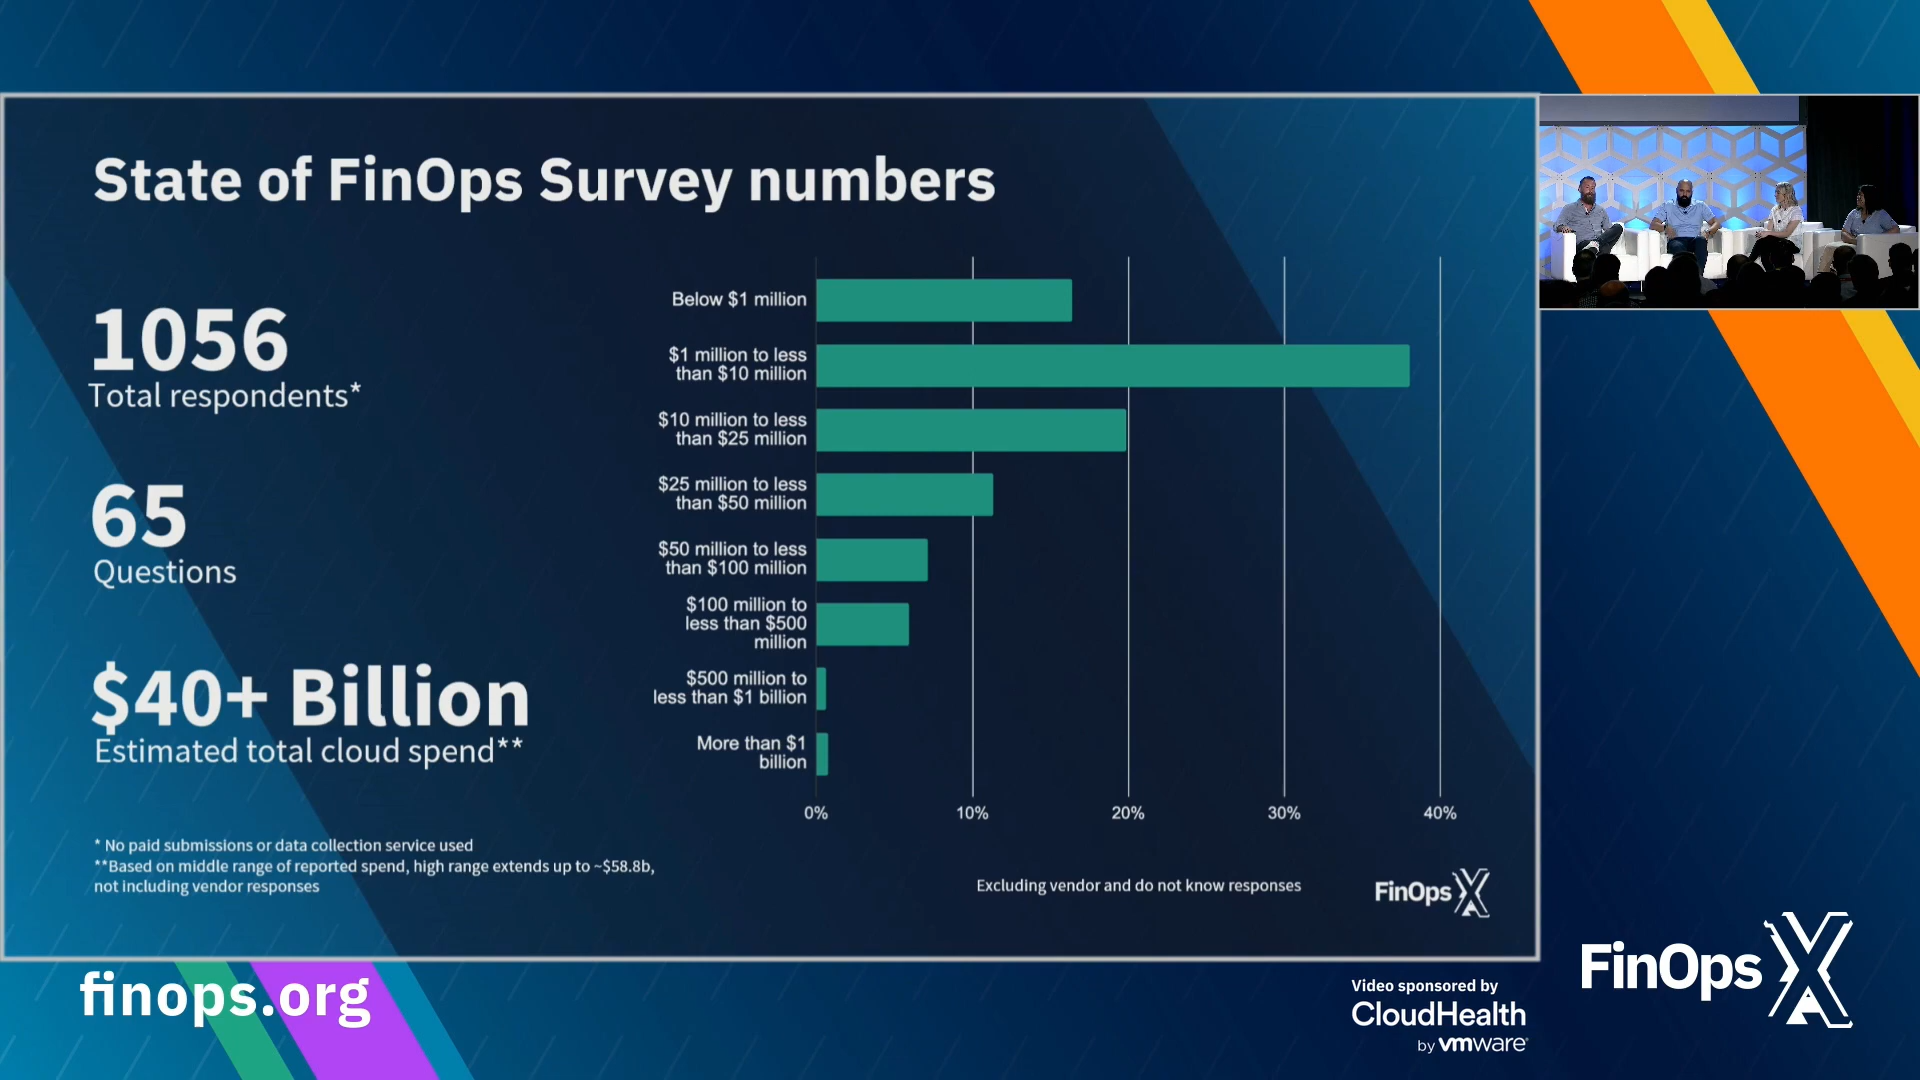 State of FinOps Survey numbers
1056
Total respondents*
65
Questions
$40+ Billion
Estimated total cloud spend**
* No paid submissions or data collection service used
**Based on middle range of reported spend, high range extends up to ~$58.8b,
not including vendor responses
Below $1 million
$1 million to less
than $10 million
$10 million to less
than $25 million
$25 million to less
than $50 million
$50 million to less
than $100 million
$100 million to
less than $500
million
$500 million to
less than $1 billion
More than $1
billion
0% 10% 20% 30% 40%
Excluding vendor and do not know responses
FinOps X
finops.org
Video sponsored by
CloudHealth
by vmware
FinOps X